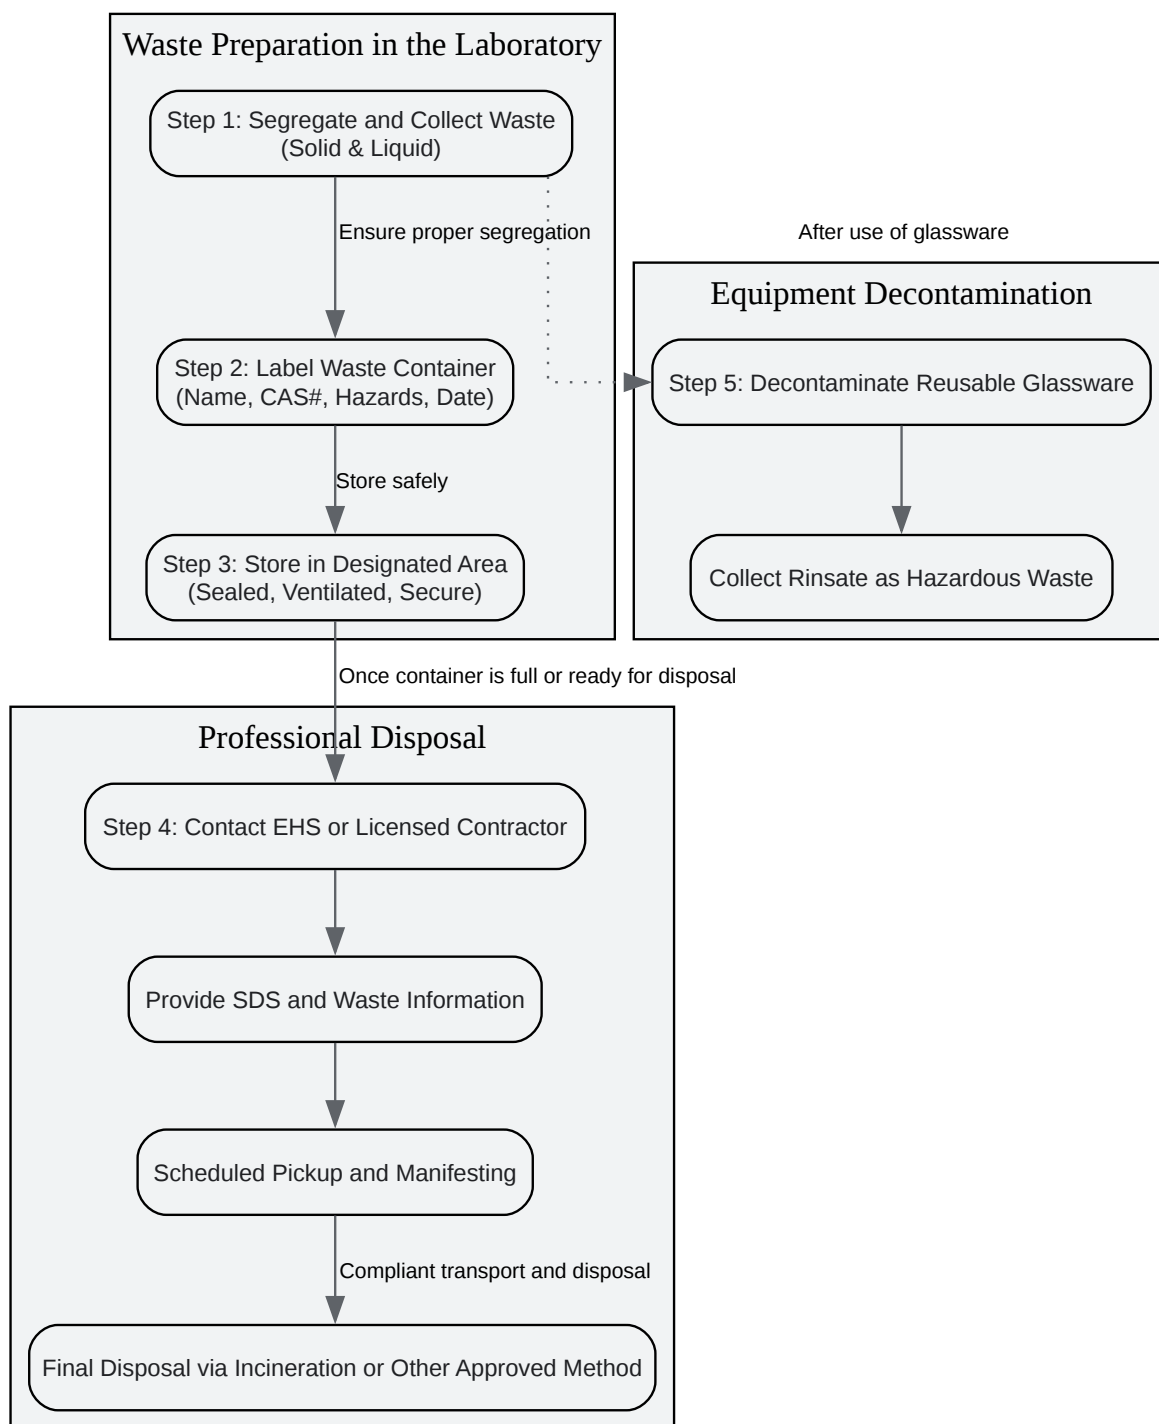 Waste Preparation in the Laboratory
Step 1: Segregate and Collect Waste
(Solid & Liquid)
Ensure proper segregation
Step 2: Label Waste Container
(Name, CAS#, Hazards, Date)
Store safely
Step 3: Store in Designated Area
(Sealed, Ventilated, Secure)
After use of glassware
Equipment Decontamination
Step 5: Decontaminate Reusable Glassware
Collect Rinsate as Hazardous Waste
Once container is full or ready for disposal
Professional Disposal
Step 4: Contact EHS or Licensed Contractor
Provide SDS and Waste Information
Scheduled Pickup and Manifesting
Compliant transport and disposal
Final Disposal via Incineration or Other Approved Method